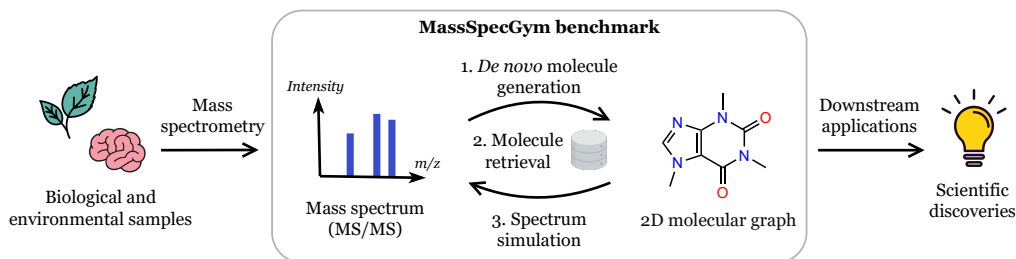 MassSpecGym benchmark
Mass
spectrometry
Biological and
environmental samples
Intensity
m/z
Mass spectrum
(MS/MS)
1. De novo molecule
generation
2. Molecule
retrieval
3. Spectrum
simulation
N
N
N
N
O
O
2D molecular graph
Downstream
applications
Scientific
discoveries